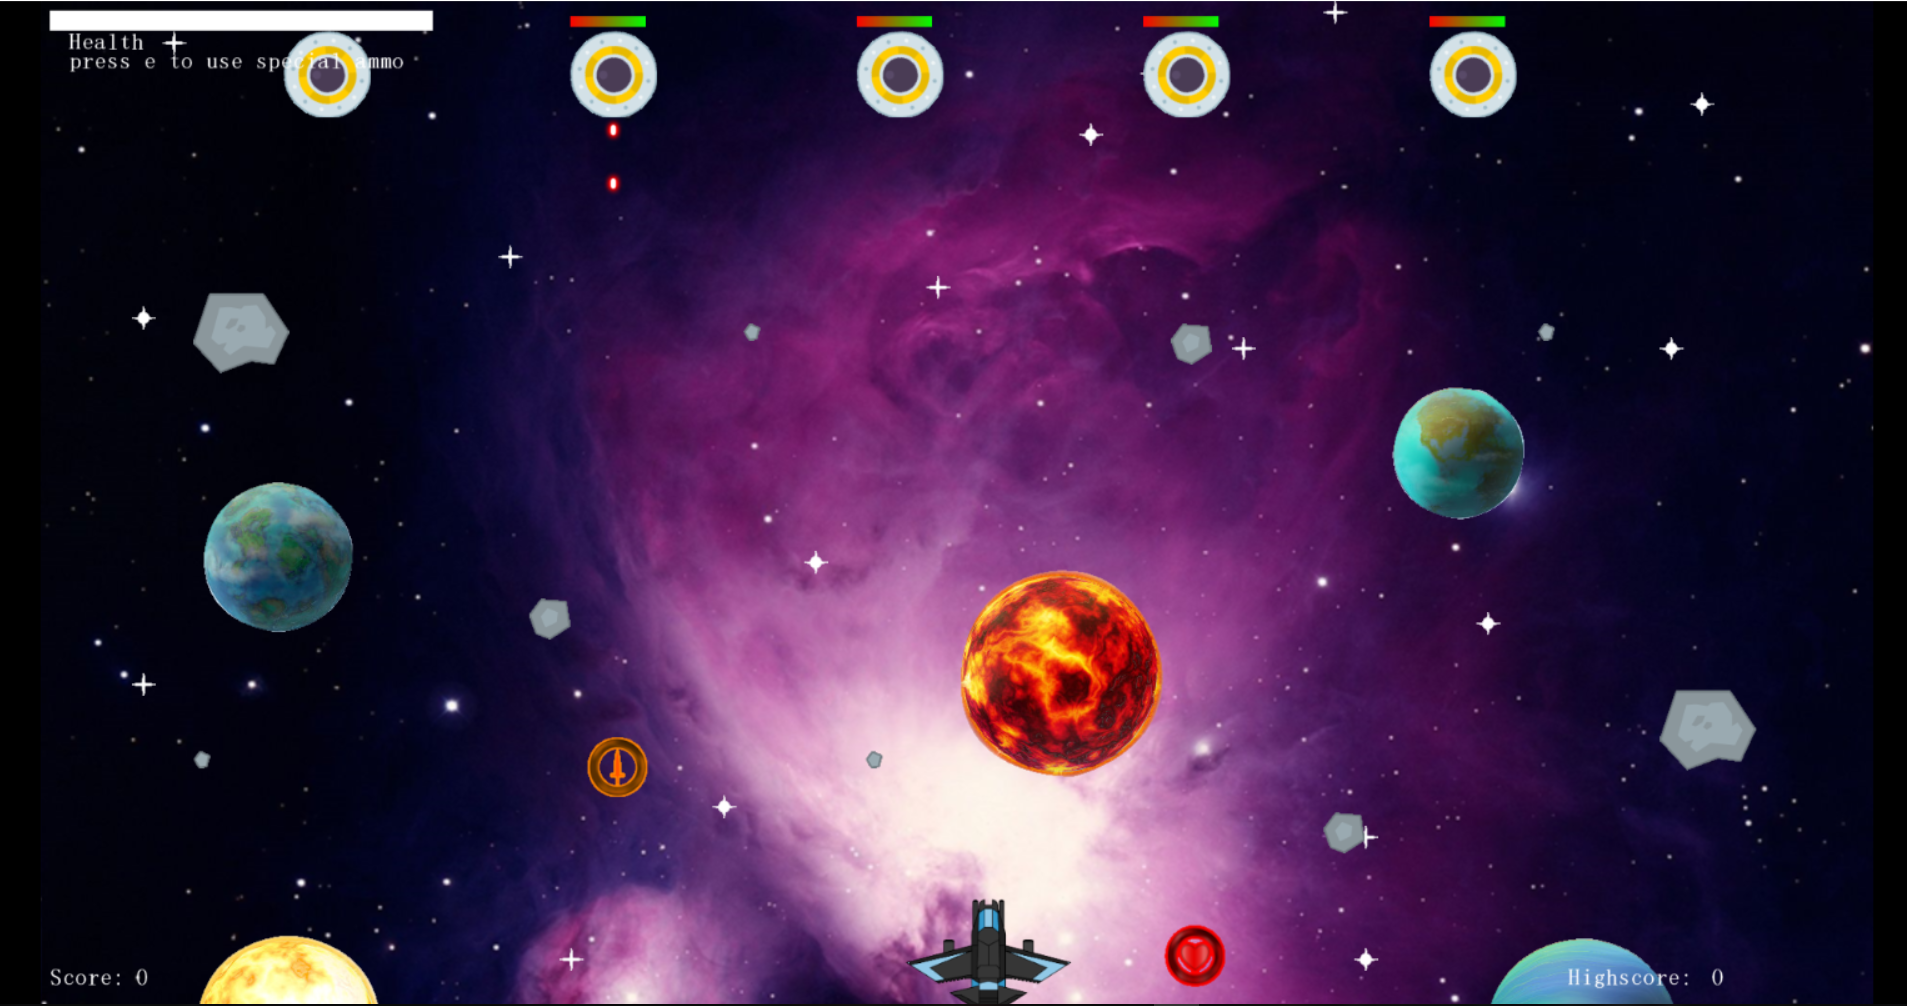 Health
press e to use special ammo
Score: 0
Highscore: 0